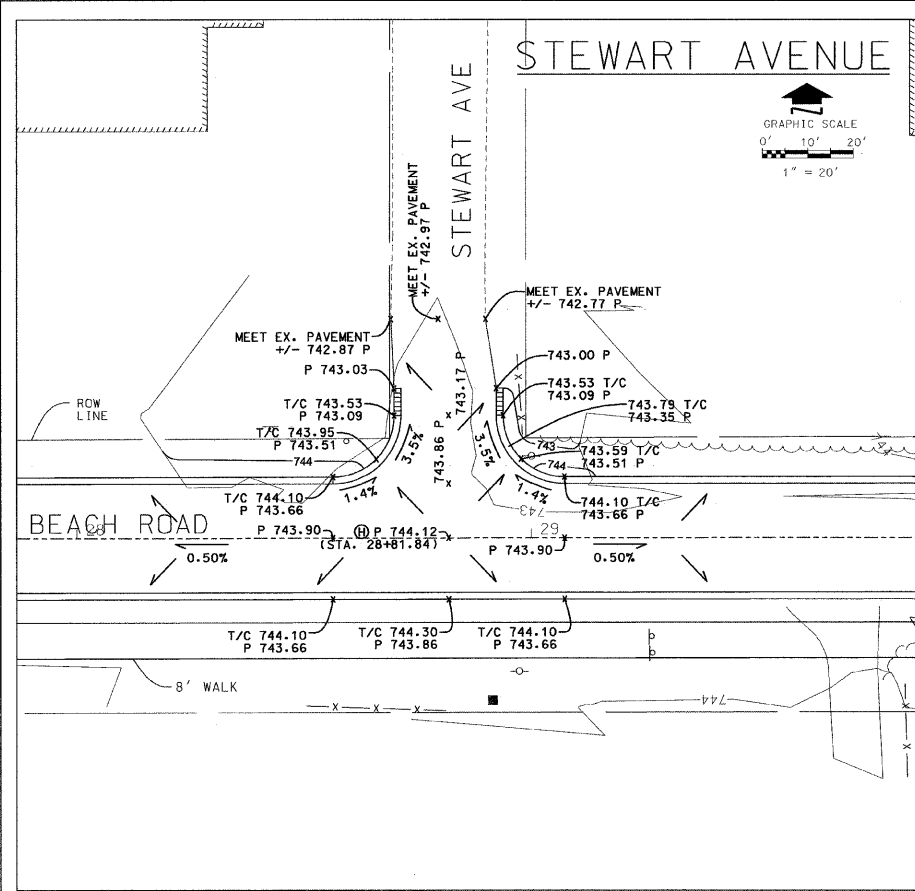 STEWART AVENUE
GRAPHIC SCALE
0' 10' 20'
1" = 20'
STEWART AVE
MEET EX. PAVEMENT
+/- 742.97 P
MEET EX. PAVEMENT
+/- 742.77 P
MEET EX. PAVEMENT
+/- 742.87 P
P 743.03
743.00 P
743.17 P
T/C 743.53
P 743.09
743.53 T/C
743.09 P
ROW
LINE
T/C 743.95
P 743.51
743.79 T/C
743.35 P
3.5%
743.86 P
3.5%
743
743.59 T/C
743.51 P
744
744
1.4%
1.4%
T/C 744.10
P 743.66
744.10 T/C
743.66 P
743
BEACH ROAD
28
P 743.90
H
P 744.12
(STA. 28+81.84)
29
P 743.90
0.50%
0.50%
T/C 744.10
P 743.66
T/C 744.30
P 743.86
T/C 744.10
P 743.66
8' WALK
744